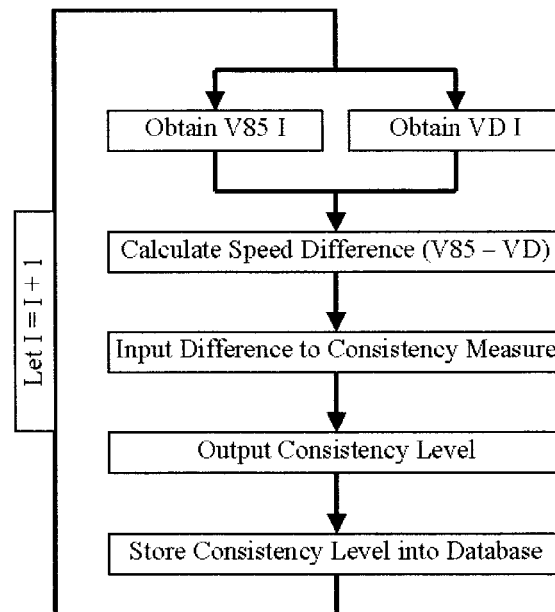 Obtain V85 I
Obtain VD I
Calculate Speed Difference (V85 – VD)
Let I = I + 1
Input Difference to Consistency Measure
Output Consistency Level
Store Consistency Level into Database